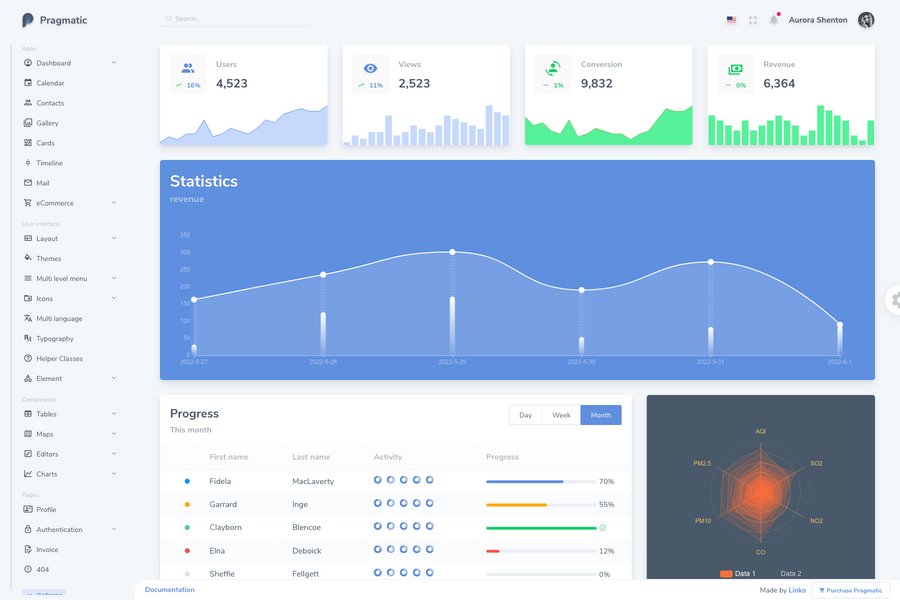 Pragmatic
Search...
Aurora Shenton
Apps
Dashboard
Calendar
Contacts
Gallery
Cards
Timeline
Mail
eCommerce
User Interface
Layout
Themes
Multi level menu
Icons
Multi language
Typography
Helper Classes
Element
Components
Tables
Maps
Editors
Charts
Pages
Profile
Authentication
Invoice
404
Collapse
Users
16% 4,523
Views
11% 2,523
Conversion
1% 9,832
Revenue
0% 6,364
Statistics
revenue
350
300
250
200
150
100
50
0
2022-5-27 2022-5-28 2022-5-29 2022-5-30 2022-5-31 2022-6-1
Progress
This month
Day Week Month
First name Last name Activity Progress
Fidela MacLaverty 70%
Garrard Inge 55%
Clayborn Blencoe
Elna Deboick 12%
Sheffie Fellgett 0%
AQI
PM2.5 SO2
PM10 NO2
CO
Data 1 Data 2
Documentation
Made by Linko
Purchase Pragmatic